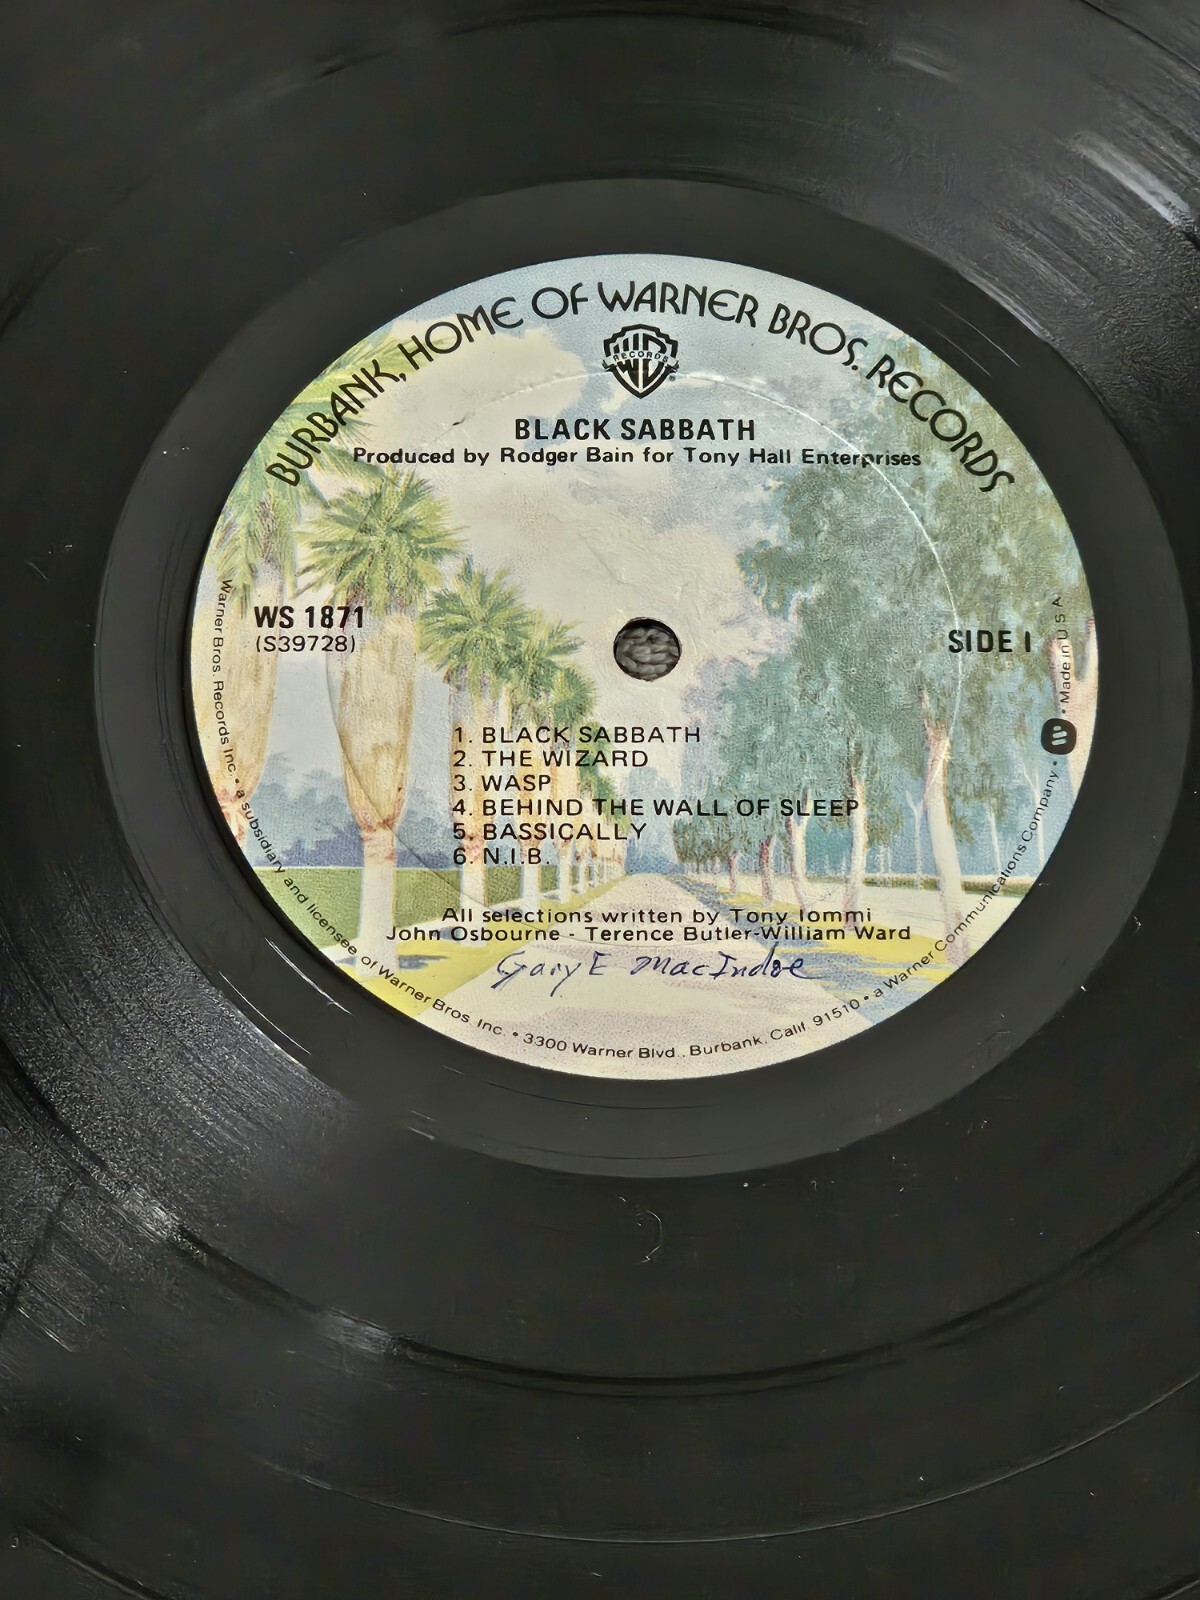 BURBANK, HOME OF WARNER BROS. RECORDS
RECORDS
BLACK SABBATH
Produced by Rodger Bain for Tony Hall Enterprises
WS 1871
(S39728)
SIDE I
1. BLACK SABBATH
2. THE WIZARD
3. WASP
4. BEHIND THE WALL OF SLEEP
5. BASSICALLY
6. N.I.B.
All selections written by Tony Iommi
John Osbourne - Terence Butler-William Ward
Gary E MacIndoe
Warner Bros. Records Inc. • a subsidiary and licensee of Warner Bros. Inc. • 3300 Warner Blvd., Burbank, Calif. 91510 • a Warner Communications Company • Made in U.S.A.